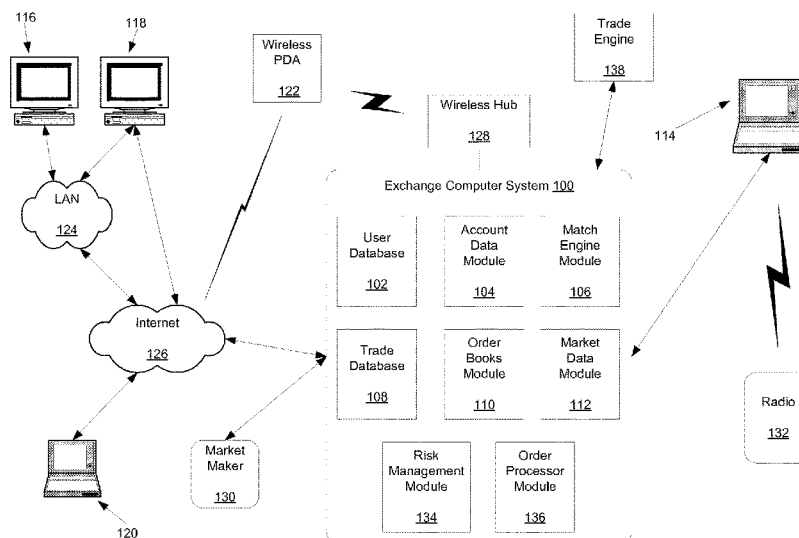 116
118
Wireless
PDA
122
Trade
Engine
138
Wireless Hub
128
114
LAN
124
Exchange Computer System 100
User
Database
102
Account
Data
Module
104
Match
Engine
Module
106
Internet
126
Trade
Database
108
Order
Books
Module
110
Market
Data
Module
112
Radio
132
Market
Maker
130
Risk
Management
Module
134
Order
Processor
Module
136
120